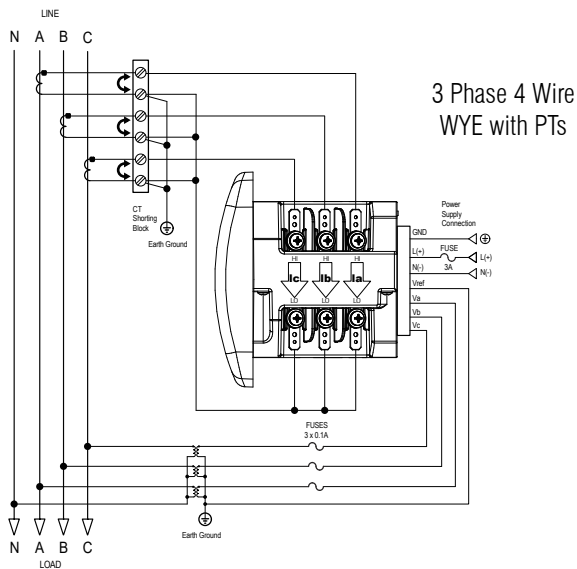 LINE
N A B C
3 Phase 4 Wire
WYE with PTs
CT
Shorting
Block
Earth Ground
Power
Supply
Connection
GND
L(+)
FUSE
L(+)
N(-)
3A
N(-)
Vref
Va
Vb
Vc
HI HI HI
Ic Ib Ia
LO LO LO
FUSES
3 x 0.1A
Earth Ground
N A B C
LOAD